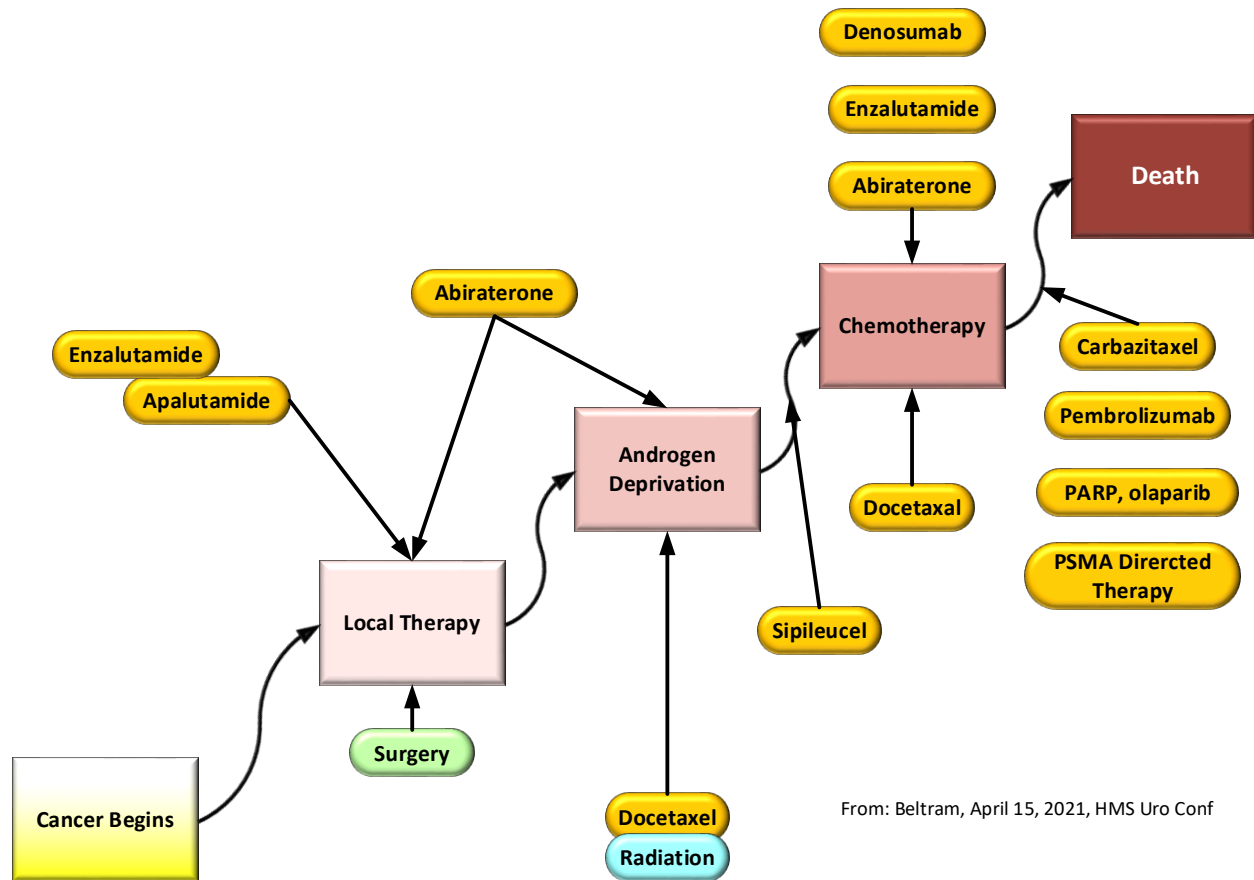 Denosumab
Enzalutamide
Abiraterone
Death
Abiraterone
Chemotherapy
Enzalutamide
Apalutamide
Carbazitaxel
Pembrolizumab
Androgen
Deprivation
PARP, olaparib
Docetaxal
PSMA Dirercted
Therapy
Local Therapy
Sipileucel
Surgery
Cancer Begins
Docetaxel
Radiation
From: Beltram, April 15, 2021, HMS Uro Conf